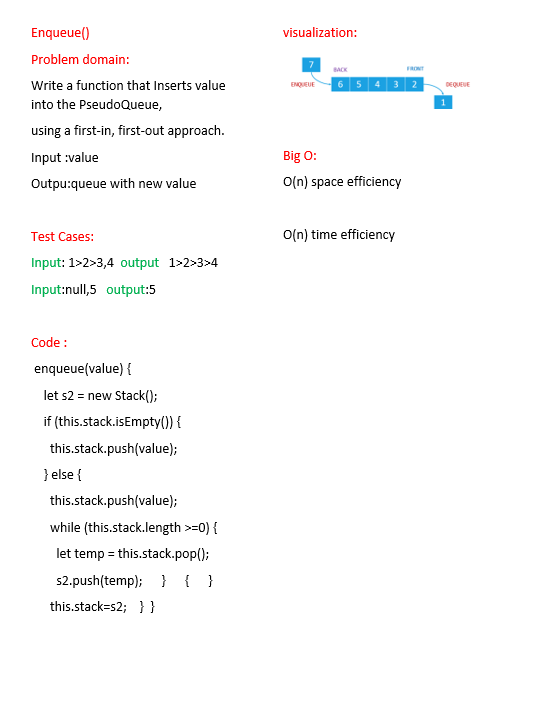 Enqueue()
Problem domain:
Write a function that Inserts value
into the PseudoQueue,
using a first-in, first-out approach.
Input :value
Outpu:queue with new value
Test Cases:
Input: 1>2>3,4  output   1>2>3>4
Input:null,5   output:5
Code :
enqueue(value) {
let s2 = new Stack();
if (this.stack.isEmpty()) {
this.stack.push(value);
} else {
this.stack.push(value);
while (this.stack.length >=0) {
let temp = this.stack.pop();
s2.push(temp);      }      {      }
this.stack=s2;    }  }
visualization:
7
BACK
FRONT
ENQUEUE
6 5 4 3 2
DEQUEUE
1
Big O:
O(n) space efficiency
O(n) time efficiency